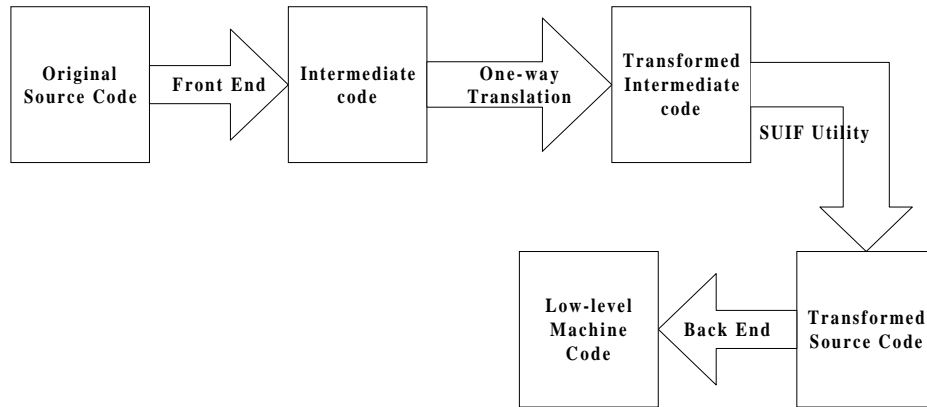 Original
Source Code
Front End
Intermediate
code
One-way
Translation
Transformed
Intermediate
code
SUIF Utility
Transformed
Source Code
Back End
Low-level
Machine
Code